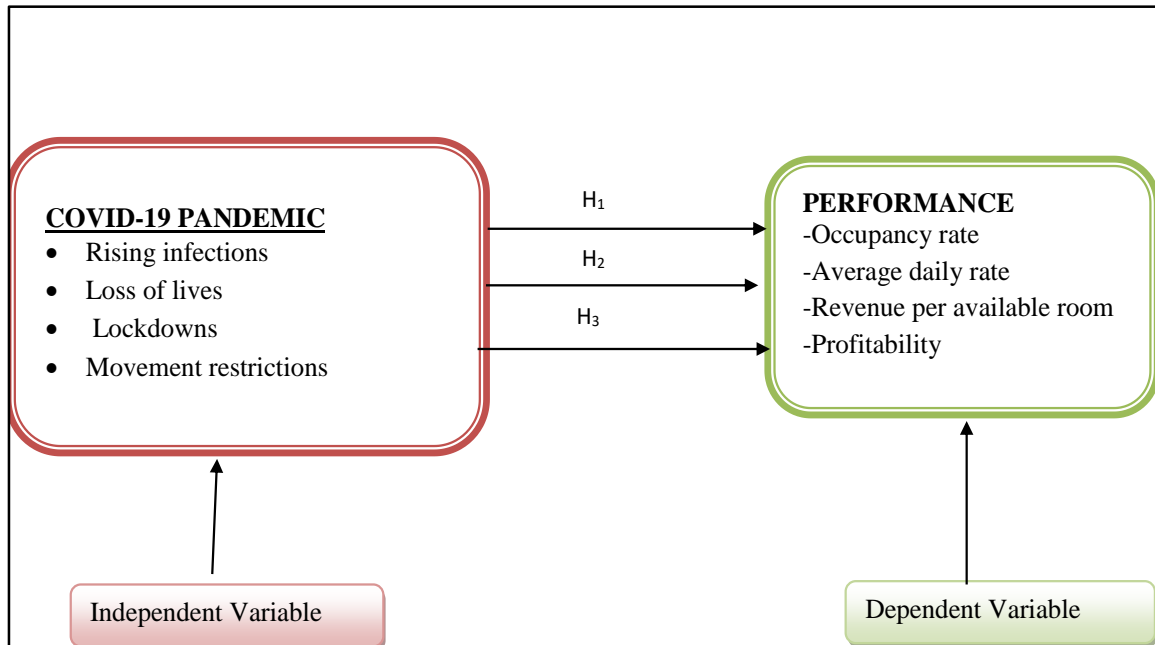 COVID-19 PANDEMIC
• Rising infections
• Loss of lives
• Lockdowns
• Movement restrictions
H₁
H₂
H₃
PERFORMANCE
-Occupancy rate
-Average daily rate
-Revenue per available room
-Profitability
Independent Variable
Dependent Variable